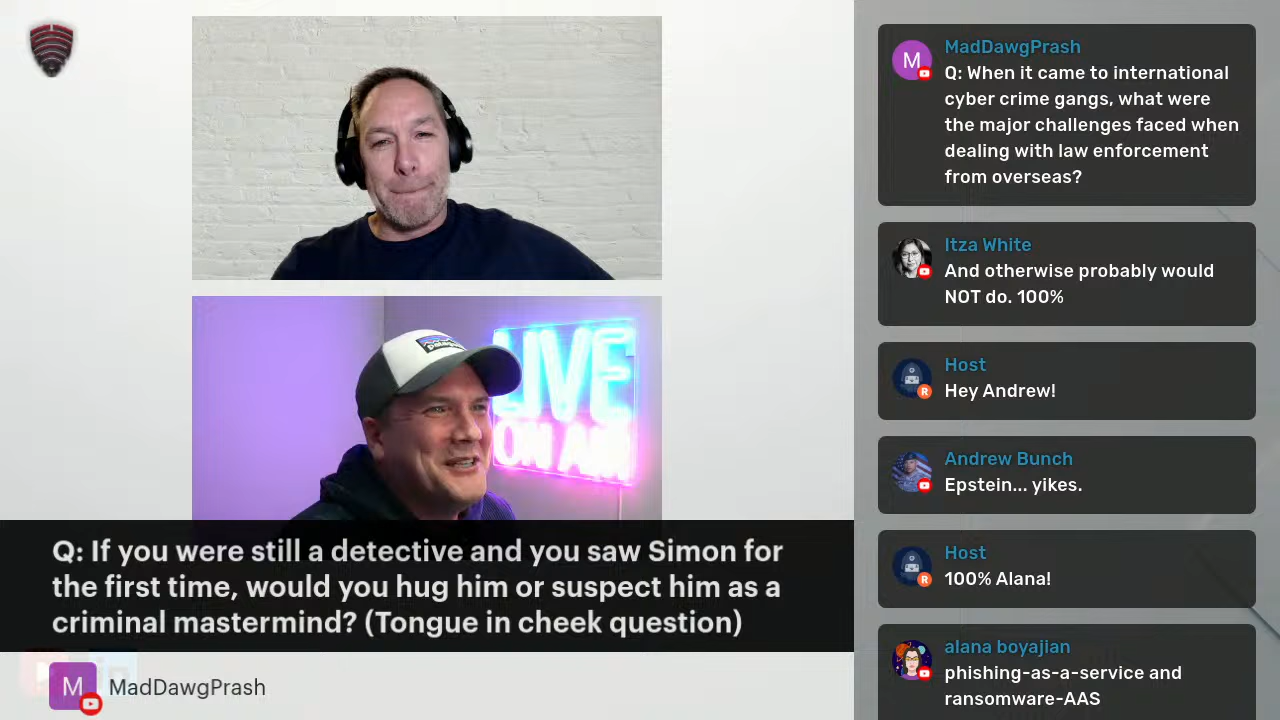 LIVE
ON AIR
Q: If you were still a detective and you saw Simon for
the first time, would you hug him or suspect him as a
criminal mastermind? (Tongue in cheek question)
M
MadDawgPrash
M
MadDawgPrash
Q: When it came to international
cyber crime gangs, what were
the major challenges faced when
dealing with law enforcement
from overseas?
Itza White
And otherwise probably would
NOT do. 100%
Host
R
Hey Andrew!
Andrew Bunch
Epstein... yikes.
Host
R
100% Alana!
alana boyajian
phishing-as-a-service and
ransomware-AAS